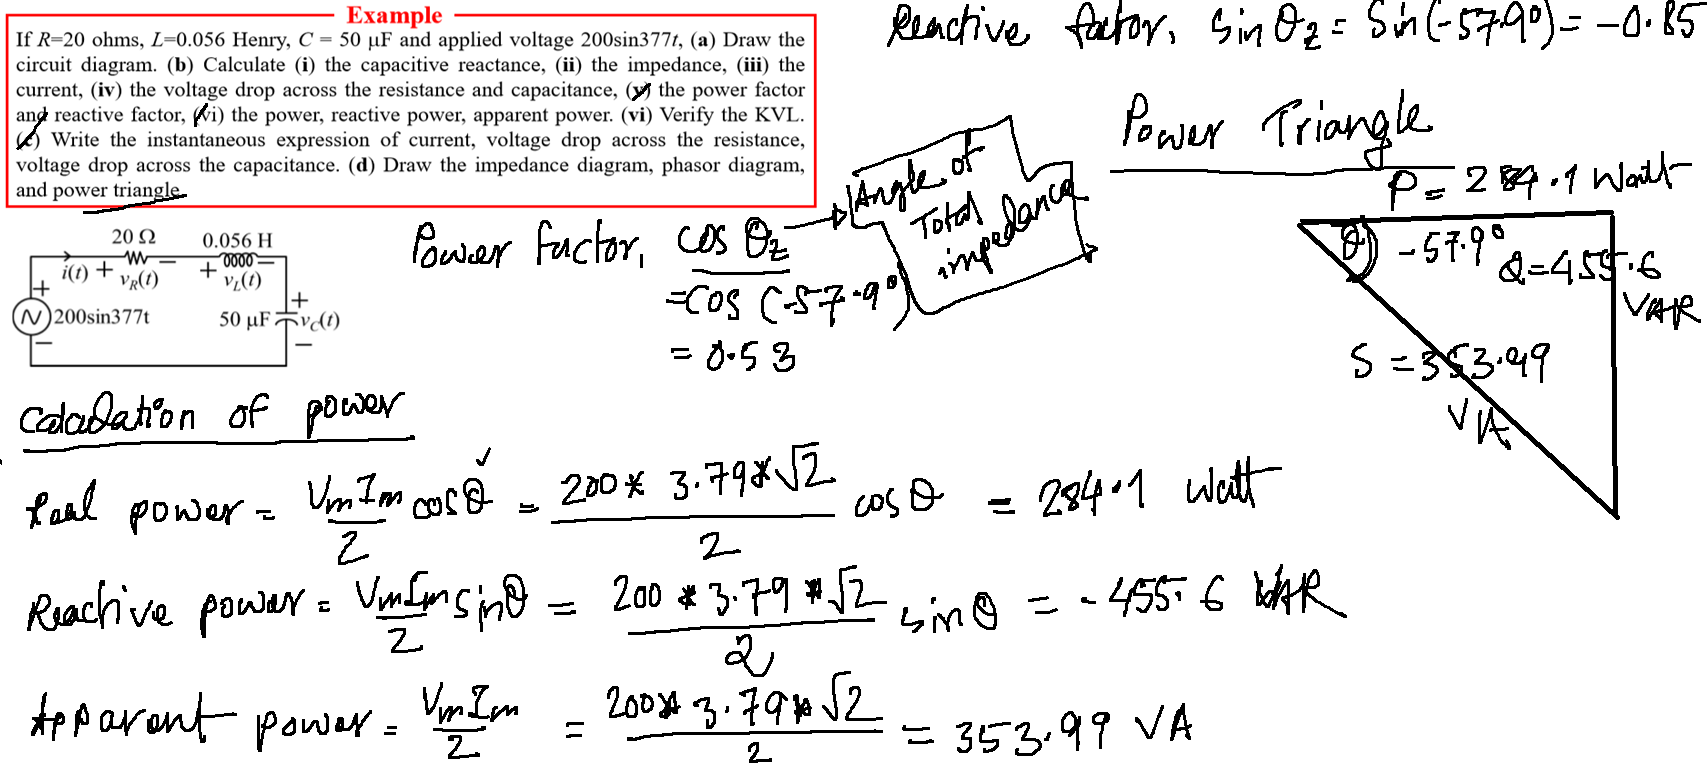 Example
If R=20 ohms, L=0.056 Henry, C = 50 μF and applied voltage 200sin377t, (a) Draw the
circuit diagram. (b) Calculate (i) the capacitive reactance, (ii) the impedance, (iii) the
current, (iv) the voltage drop across the resistance and capacitance, (v) the power factor
and reactive factor, (vi) the power, reactive power, apparent power. (vi) Verify the KVL.
(c) Write the instantaneous expression of current, voltage drop across the resistance,
voltage drop across the capacitance. (d) Draw the impedance diagram, phasor diagram,
and power triangle.
Reactive factor, Sin θz = Sin(-57.9°) = -0.85
20 Ω
0.056 H
i(t) + vR(t) −
+ vL(t) −
+
200sin377t
−
50 μF
+
vC(t)
−
Power factor, cos θz
Angle of
Total
impedance
= cos (-57.9°)
= 0.53
Power Triangle
P = 284.1 Watt
θ -57.9°
Q=455.6
VAR
S = 353.99
VA
Calculation of power
Real power = VmIm/2 cosθ = 200* 3.79*√2/2 cosθ = 284.1 Watt
Reactive power = VmIm/2 sinθ = 200 * 3.79 *√2/2 sinθ = -455.6 VAR
Apparent power = VmIm/2 = 200* 3.79*√2/2 = 353.99 VA